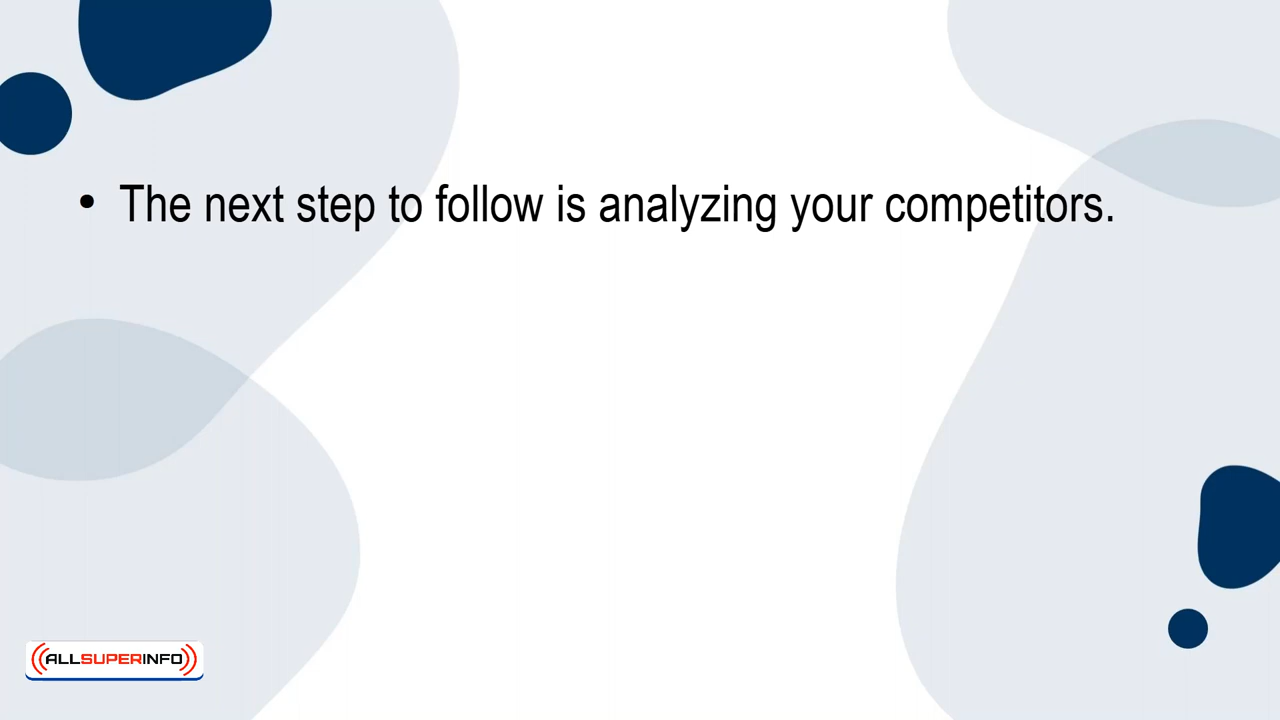 • The next step to follow is analyzing your competitors.
((ALLSUPERINFO))